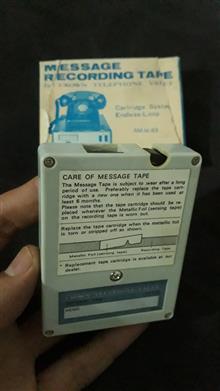 MESSAGE
RECORDING TAPE
Cartridge System
Endless-Loop
CARE OF MESSAGE TAPE
The Message Tape is subject to wear after a long
period of use. Preferably replace the tape cart-
ridge with a new one when it has been used at
least 6 months.
Please note that the tape cartridge should be re-
placed whenever the Metallic Foil (sensing tape)
on the recording tape is worn out.
Replace the tape cartridge when the metallic foil
is torn or stripped off as shown.
Metallic Foil (sensing tape)
Recording Tape
* Replacement tape cartridge is available at our
dealer.